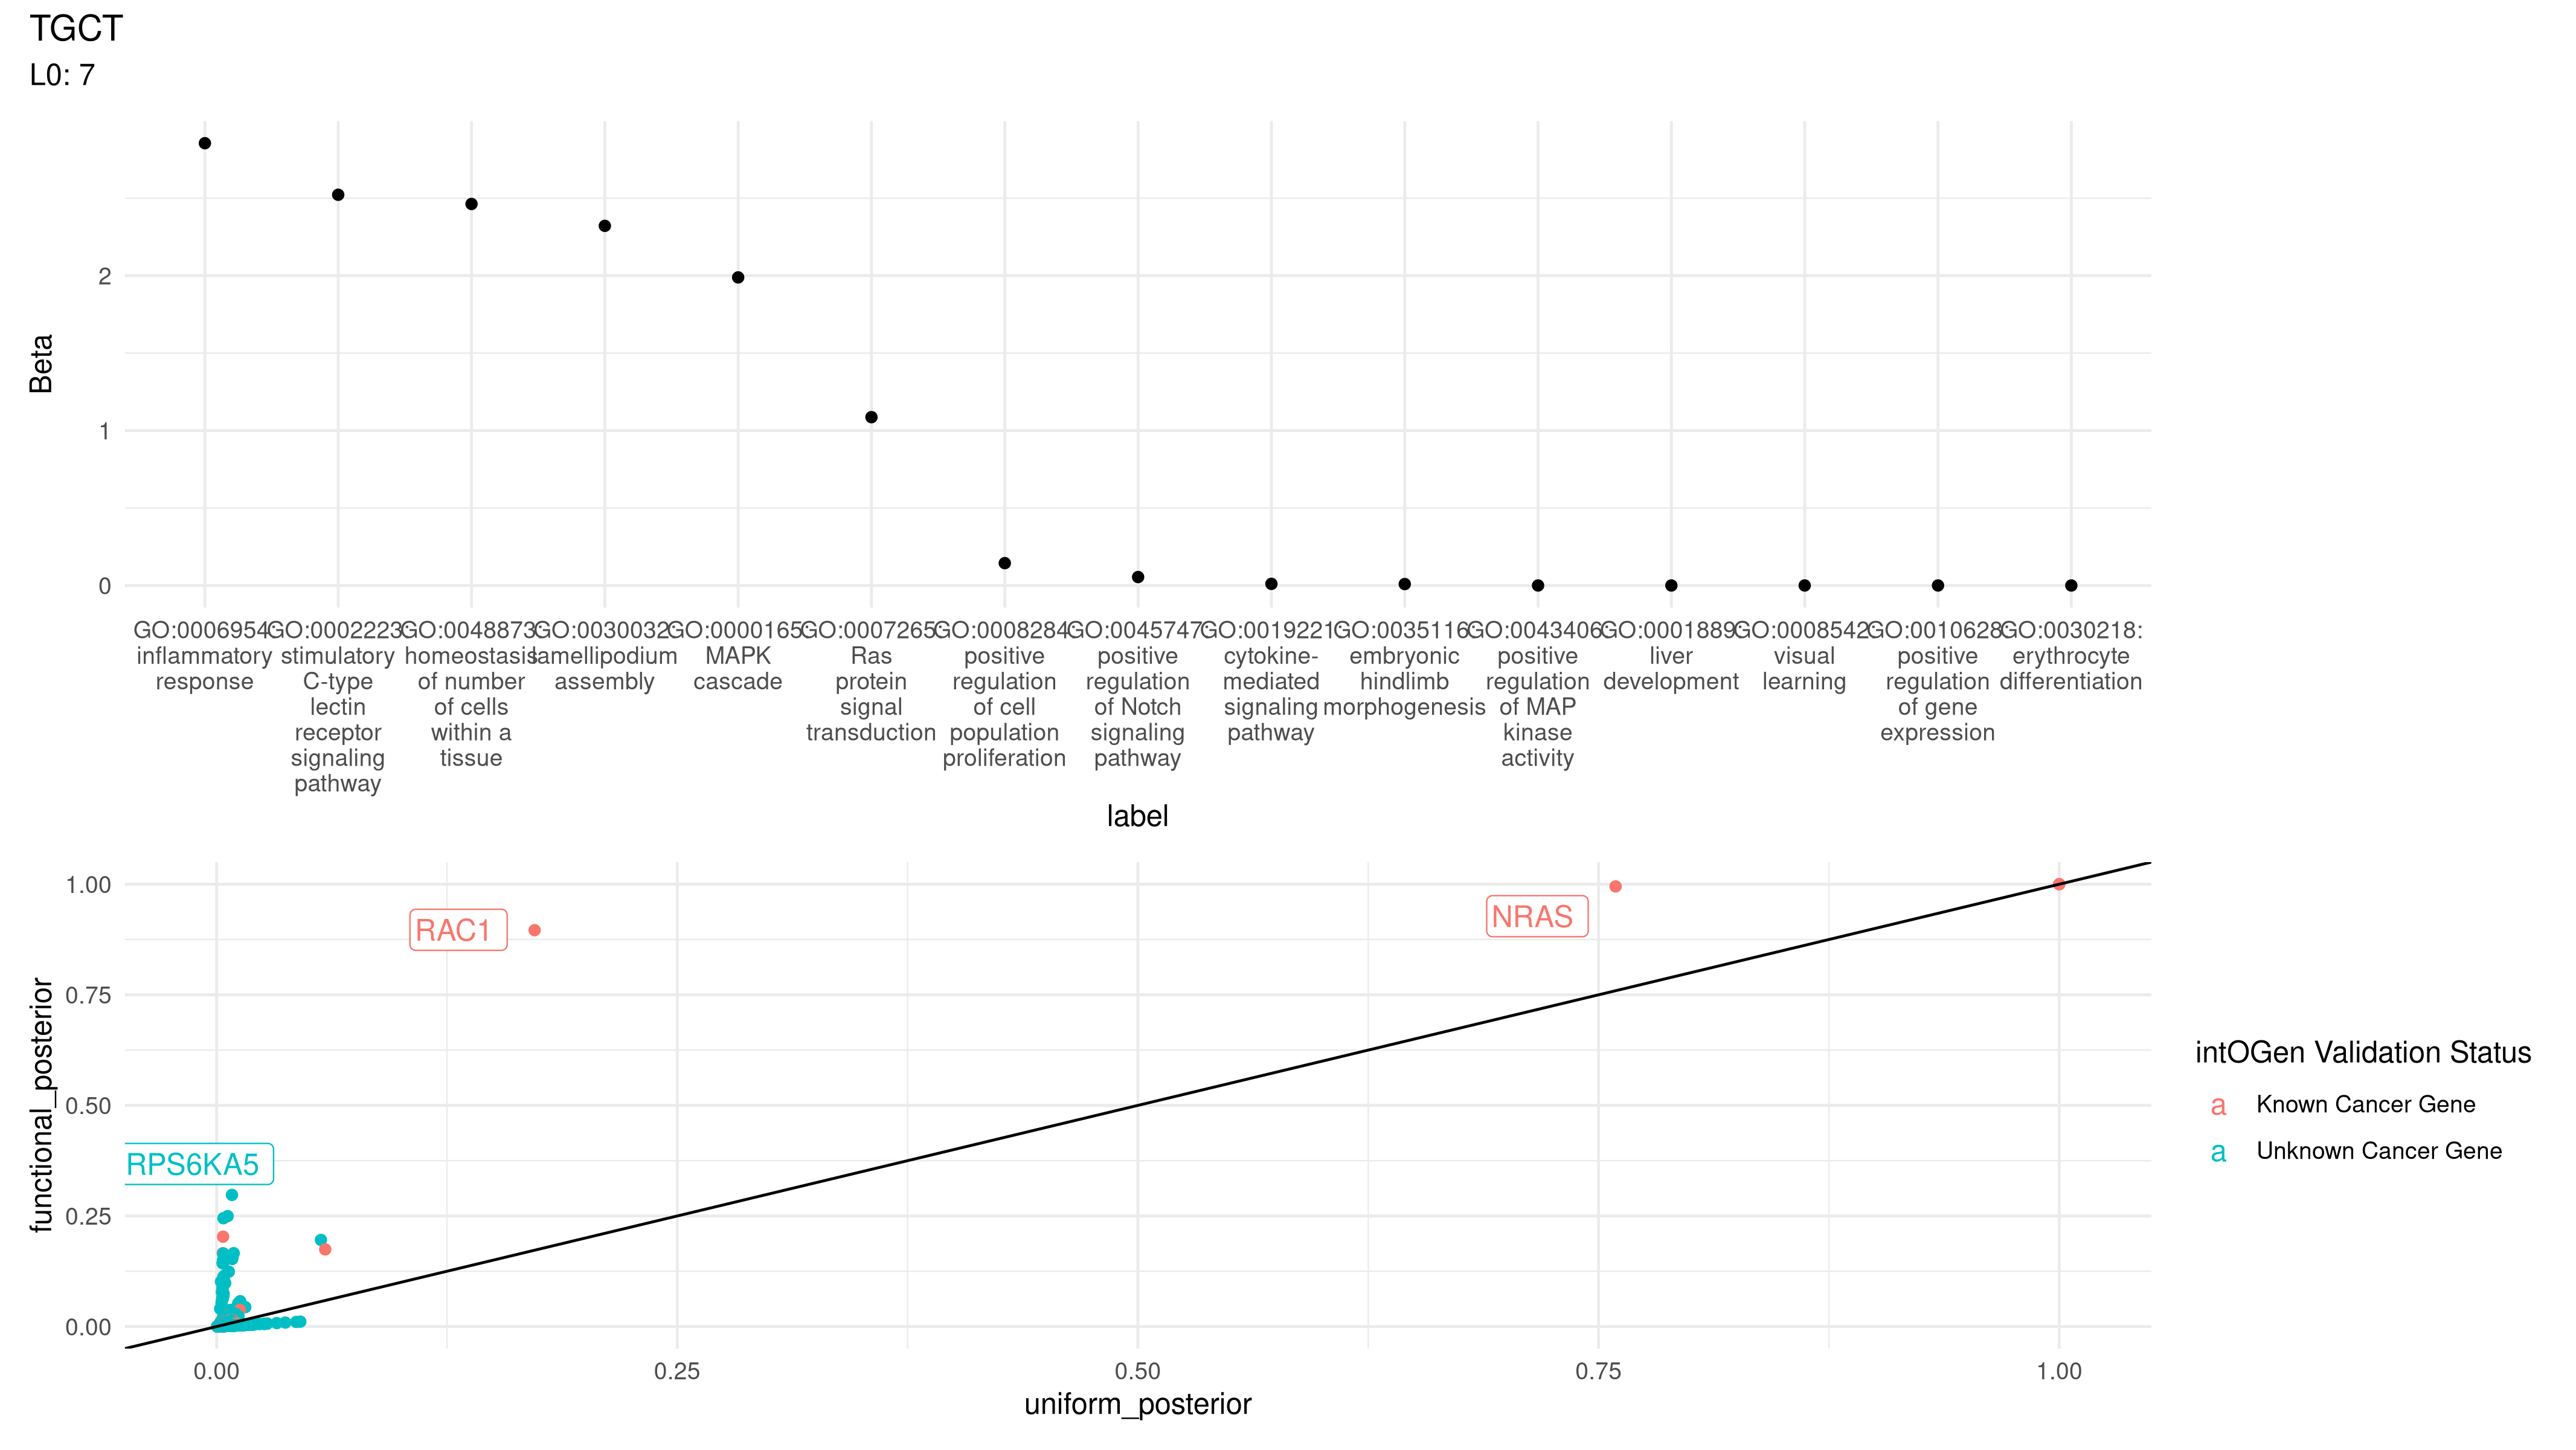 TGCT
L0: 7
Beta
2
1
0
GO:0006954:
inflammatory
response
GO:0002223:
stimulatory
C-type
lectin
receptor
signaling
pathway
GO:0048873:
homeostasis
of number
of cells
within a
tissue
GO:0030032:
lamellipodium
assembly
GO:0000165:
MAPK
cascade
GO:0007265:
Ras
protein
signal
transduction
GO:0008284:
positive
regulation
of cell
population
proliferation
GO:0045747:
positive
regulation
of Notch
signaling
pathway
GO:0019221:
cytokine-
mediated
signaling
pathway
GO:0035116:
embryonic
hindlimb
morphogenesis
GO:0043406:
positive
regulation
of MAP
kinase
activity
GO:0001889:
liver
development
GO:0008542:
visual
learning
GO:0010628:
positive
regulation
of gene
expression
GO:0030218:
erythrocyte
differentiation
label
functional_posterior
1.00
0.75
0.50
0.25
0.00
RAC1
NRAS
RPS6KA5
0.00
0.25
0.50
0.75
1.00
uniform_posterior
intOGen Validation Status
a Known Cancer Gene
a Unknown Cancer Gene